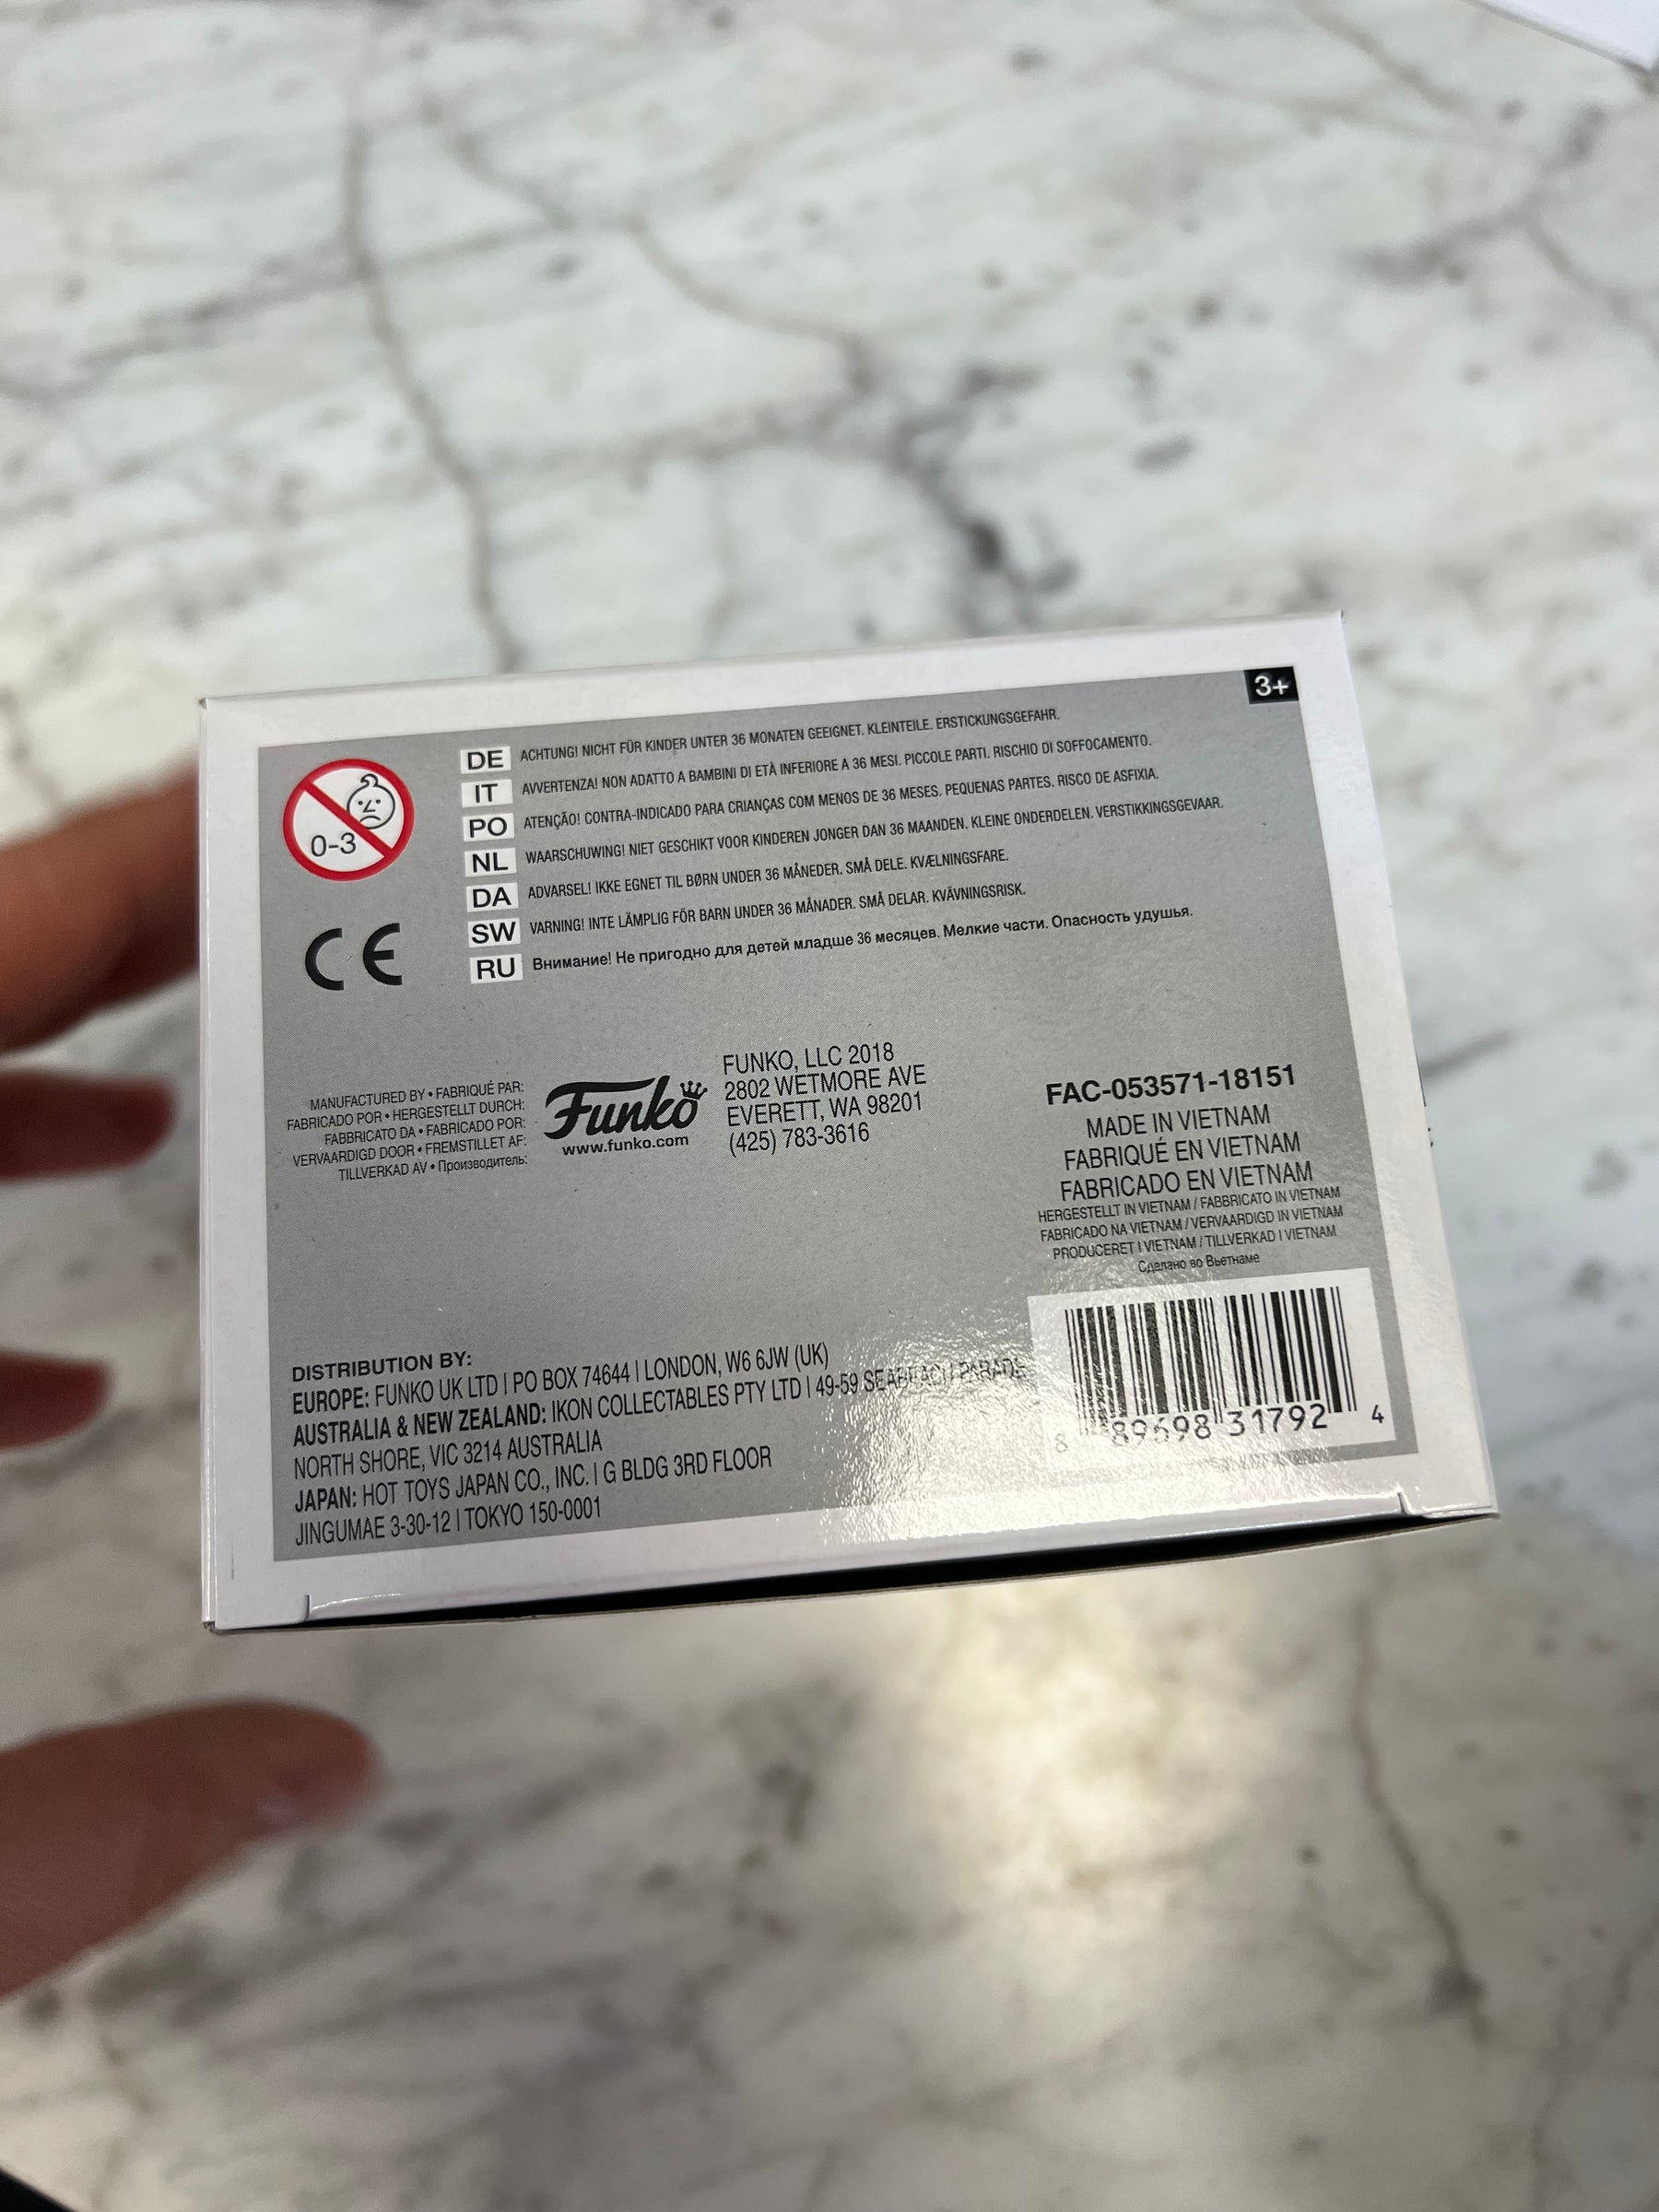 3+
0-3
DE ACHTUNG! NICHT FÜR KINDER UNTER 36 MONATEN GEEIGNET. KLEINTEILE. ERSTICKUNGSGEFAHR.
IT AVVERTENZA! NON ADATTO A BAMBINI DI ETÀ INFERIORE A 36 MESI. PICCOLE PARTI. RISCHIO DI SOFFOCAMENTO.
PO ATENÇÃO! CONTRA-INDICADO PARA CRIANÇAS COM MENOS DE 36 MESES. PEQUENAS PARTES. RISCO DE ASFIXIA.
NL WAARSCHUWING! NIET GESCHIKT VOOR KINDEREN JONGER DAN 36 MAANDEN. KLEINE ONDERDELEN. VERSTIKKINGSGEVAAR.
DA ADVARSEL! IKKE EGNET TIL BØRN UNDER 36 MÅNEDER. SMÅ DELE. KVÆLNINGSFARE.
SW VARNING! INTE LÄMPLIG FÖR BARN UNDER 36 MÅNADER. SMÅ DELAR. KVÄVNINGSRISK.
RU Внимание! Не пригодно для детей младше 36 месяцев. Мелкие части. Опасность удушья.
CE
MANUFACTURED BY • FABRIQUÉ PAR:
FABRICADO POR • HERGESTELLT DURCH:
FABBRICATO DA • FABRICADO POR:
VERVAARDIGD DOOR • FREMSTILLET AF:
TILLVERKAD AV • Производитель:
Funko
www.funko.com
FUNKO, LLC 2018
2802 WETMORE AVE
EVERETT, WA 98201
(425) 783-3616
FAC-053571-18151
MADE IN VIETNAM
FABRIQUÉ EN VIETNAM
FABRICADO EN VIETNAM
HERGESTELLT IN VIETNAM / FABBRICATO IN VIETNAM
FABRICADO NA VIETNAM / VERVAARDIGD IN VIETNAM
PRODUCERET I VIETNAM / TILLVERKAD I VIETNAM
Сделано во Вьетнаме
DISTRIBUTION BY:
EUROPE: FUNKO UK LTD | PO BOX 74644 | LONDON, W6 6JW (UK)
AUSTRALIA & NEW ZEALAND: IKON COLLECTABLES PTY LTD | 49-59 SEABEACH PARADE
NORTH SHORE, VIC 3214 AUSTRALIA
JAPAN: HOT TOYS JAPAN CO., INC. | G BLDG 3RD FLOOR
JINGUMAE 3-30-12 | TOKYO 150-0001
8 89698 31792 4